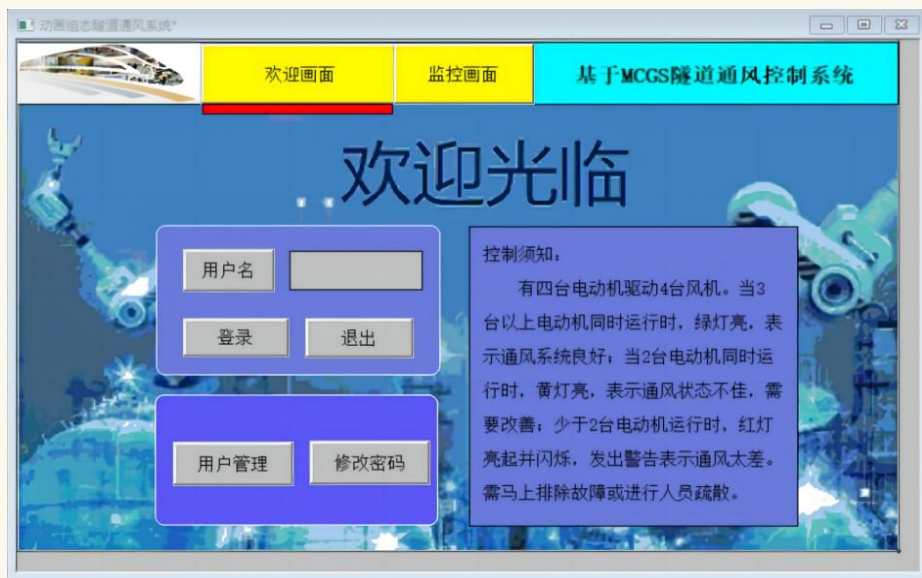 动画组态隧道通风系统*
欢迎画面
监控画面
基于MCGS隧道通风控制系统
欢迎光临
用户名
登录
退出
用户管理
修改密码
控制须知:
有四台电动机驱动4台风机。当3
台以上电动机同时运行时，绿灯亮，表
示通风系统良好；当2台电动机同时运
行时，黄灯亮，表示通风状态不佳，需
要改善；少于2台电动机运行时，红灯
亮起并闪烁，发出警告表示通风太差。
需马上排除故障或进行人员疏散。